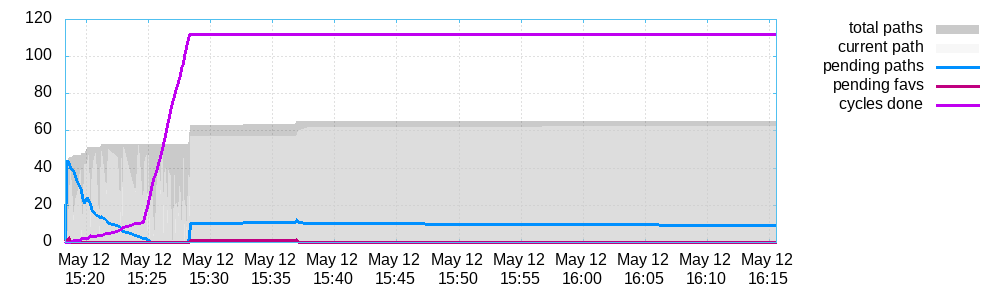 120
100
80
60
40
20
0
May 12 May 12 May 12 May 12 May 12 May 12 May 12 May 12 May 12 May 12 May 12 May 12
15:20 15:25 15:30 15:35 15:40 15:45 15:50 15:55 16:00 16:05 16:10 16:15
total paths
current path
pending paths
pending favs
cycles done